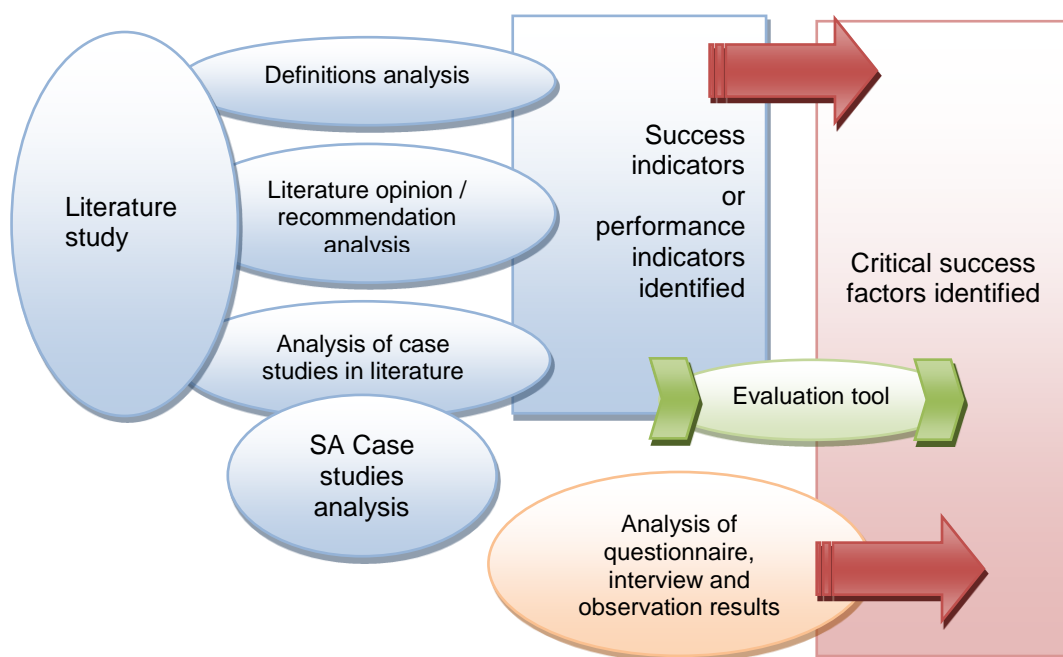 Definitions analysis
Literature
study
Literature opinion /
recommendation
analysis
Analysis of case
studies in literature
SA Case
studies
analysis
Success
indicators
or
performance
indicators
identified
Critical success
factors identified
Evaluation tool
Analysis of
questionnaire,
interview and
observation results